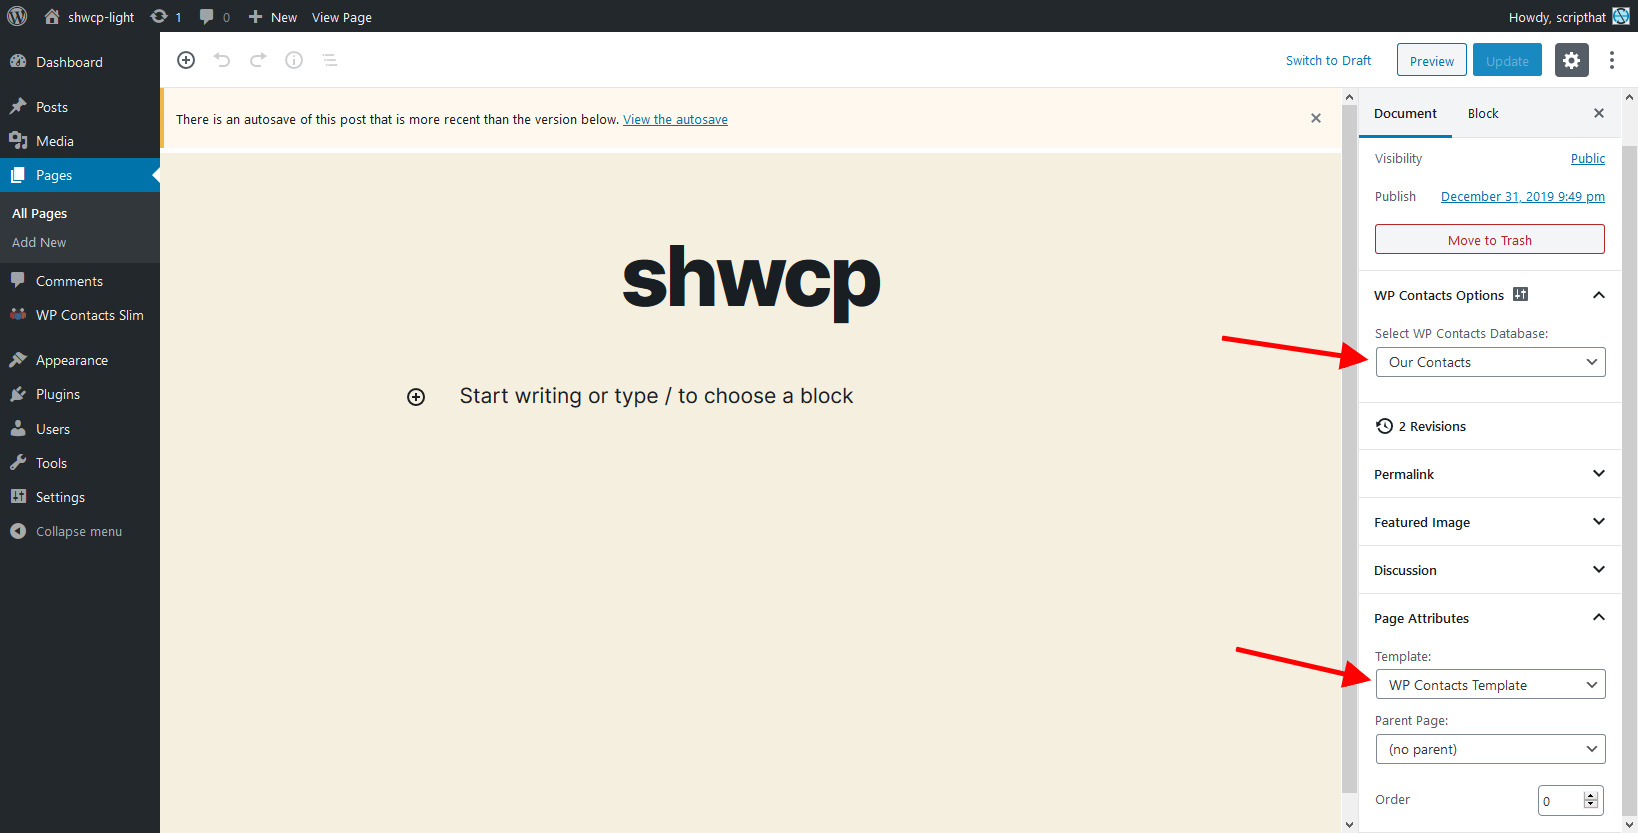 shwcp-light 1 0 New View Page Howdy, scripthat
Dashboard
Posts
Media
Pages
All Pages
Add New
Comments
WP Contacts Slim
Appearance
Plugins
Users
Tools
Settings
Collapse menu
Switch to Draft Preview Update
There is an autosave of this post that is more recent than the version below. View the autosave
shwcp
Start writing or type / to choose a block
Document Block
Visibility Public
Publish December 31, 2019 9:49 pm
Move to Trash
WP Contacts Options
Select WP Contacts Database:
Our Contacts
2 Revisions
Permalink
Featured Image
Discussion
Page Attributes
Template:
WP Contacts Template
Parent Page:
(no parent)
Order 0